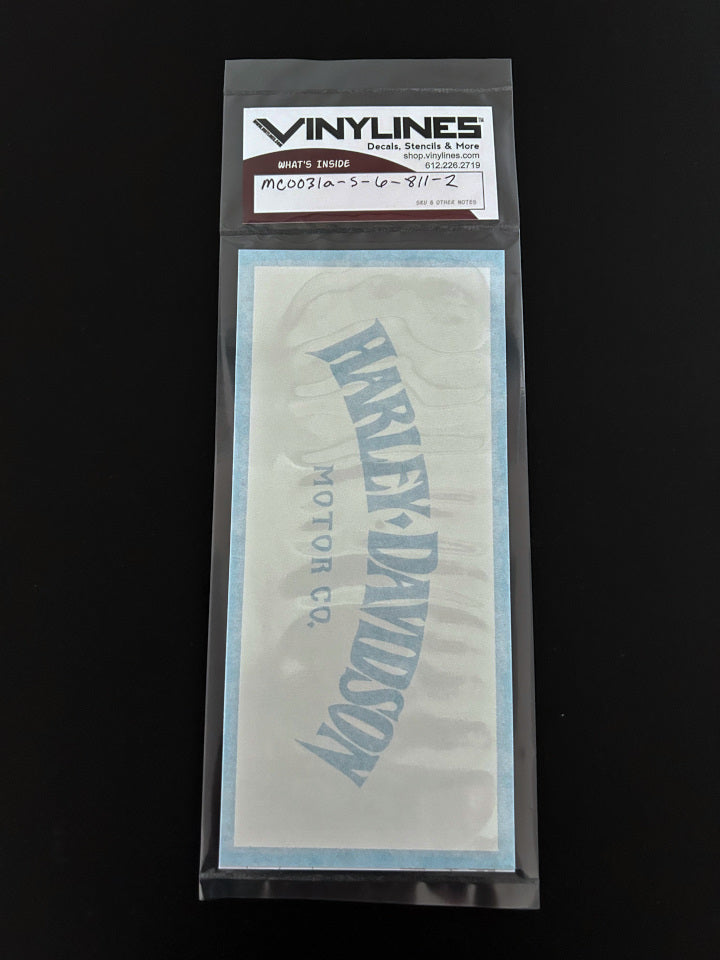 VINYLINES™
Decals, Stencils & More
shop.vinylines.com
WHAT'S INSIDE
612.226.2719
MC0031a-S-6-811-2
SKU & OTHER NOTES
HARLEY·DAVIDSON
MOTOR CO.